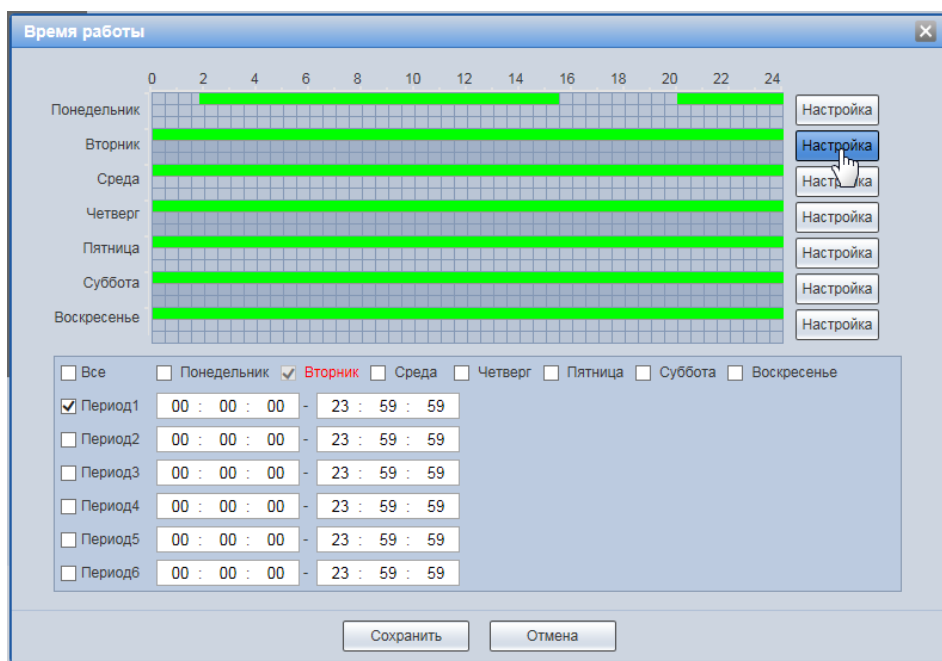 Время работы
0 2 4 6 8 10 12 14 16 18 20 22 24
Понедельник Настройка
Вторник Настройка
Среда Настройка
Четверг Настройка
Пятница Настройка
Суббота Настройка
Воскресенье Настройка
Все Понедельник Вторник Среда Четверг Пятница Суббота Воскресенье
Период1 00 : 00 : 00 - 23 : 59 : 59
Период2 00 : 00 : 00 - 23 : 59 : 59
Период3 00 : 00 : 00 - 23 : 59 : 59
Период4 00 : 00 : 00 - 23 : 59 : 59
Период5 00 : 00 : 00 - 23 : 59 : 59
Период6 00 : 00 : 00 - 23 : 59 : 59
Сохранить Отмена